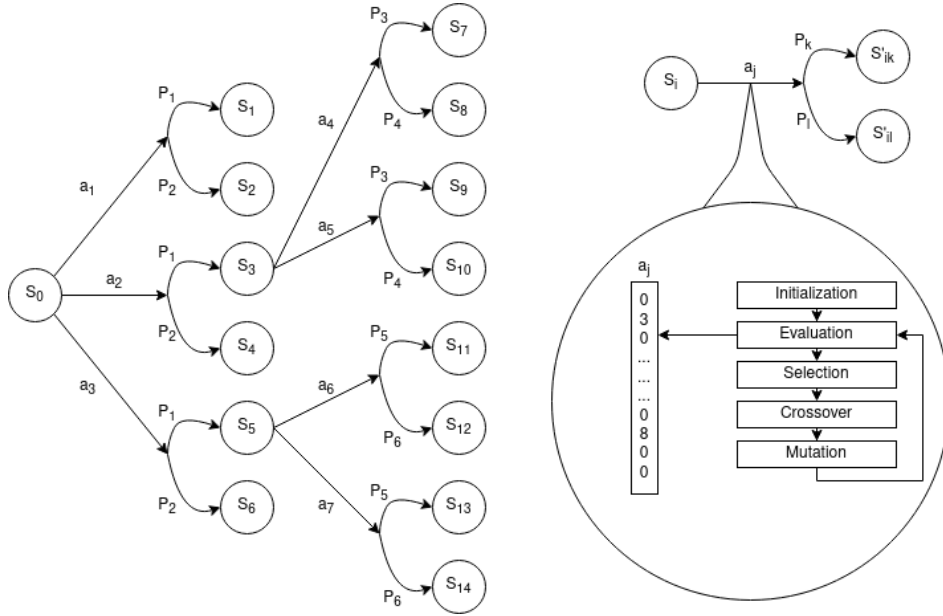 S0
a1
P1
S1
P2
S2
a2
P1
S3
P2
S4
a3
P1
S5
P2
S6
a4
P3
S7
P4
S8
a5
P3
S9
P4
S10
a6
P5
S11
P6
S12
a7
P5
S13
P6
S14
Si
aj
Pk
S'ik
Pl
S'il
aj
0
3
0
...
...
...
0
8
0
0
Initialization
Evaluation
Selection
Crossover
Mutation